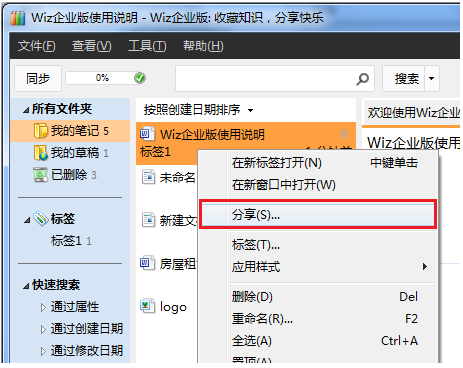 Wiz企业版使用说明 - Wiz企业版: 收藏知识，分享快乐
文件(F) 查看(V) 工具(T) 帮助(H)
同步 0% 搜索
所有文件夹
我的笔记 5
我的草稿 1
已删除 3
标签
标签1 1
快速搜索
通过属性
通过创建日期
通过修改日期
按照创建日期排序
Wiz企业版使用说明
标签1
未命名
新建文
房屋租
logo
欢迎使用Wiz企业
Wiz企业版使用
在新标签打开(N) 中键单击
在新窗口中打开(W)
分享(S)...
标签(T)...
应用样式
删除(D) Del
重命名(R)... F2
全选(A) Ctrl+A
置顶(A)